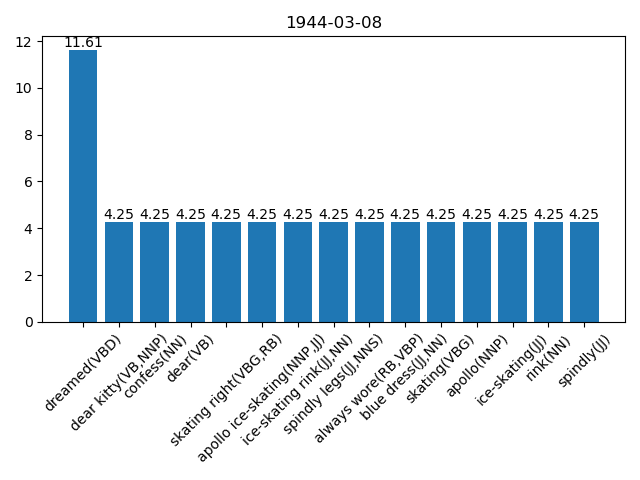 1944-03-08
12
10
8
6
4
2
0
11.61
4.25
4.25
4.25
4.25
4.25
4.25
4.25
4.25
4.25
4.25
4.25
4.25
4.25
4.25
dreamed(VBD)
dear kitty(VB,NNP)
confess(NN)
dear(VB)
skating right(VBG,RB)
apollo ice-skating(NNP,JJ)
ice-skating rink(JJ,NN)
spindly legs(JJ,NNS)
always wore(RB,VBP)
blue dress(JJ,NN)
skating(VBG)
apollo(NNP)
ice-skating(JJ)
rink(NN)
spindly(JJ)